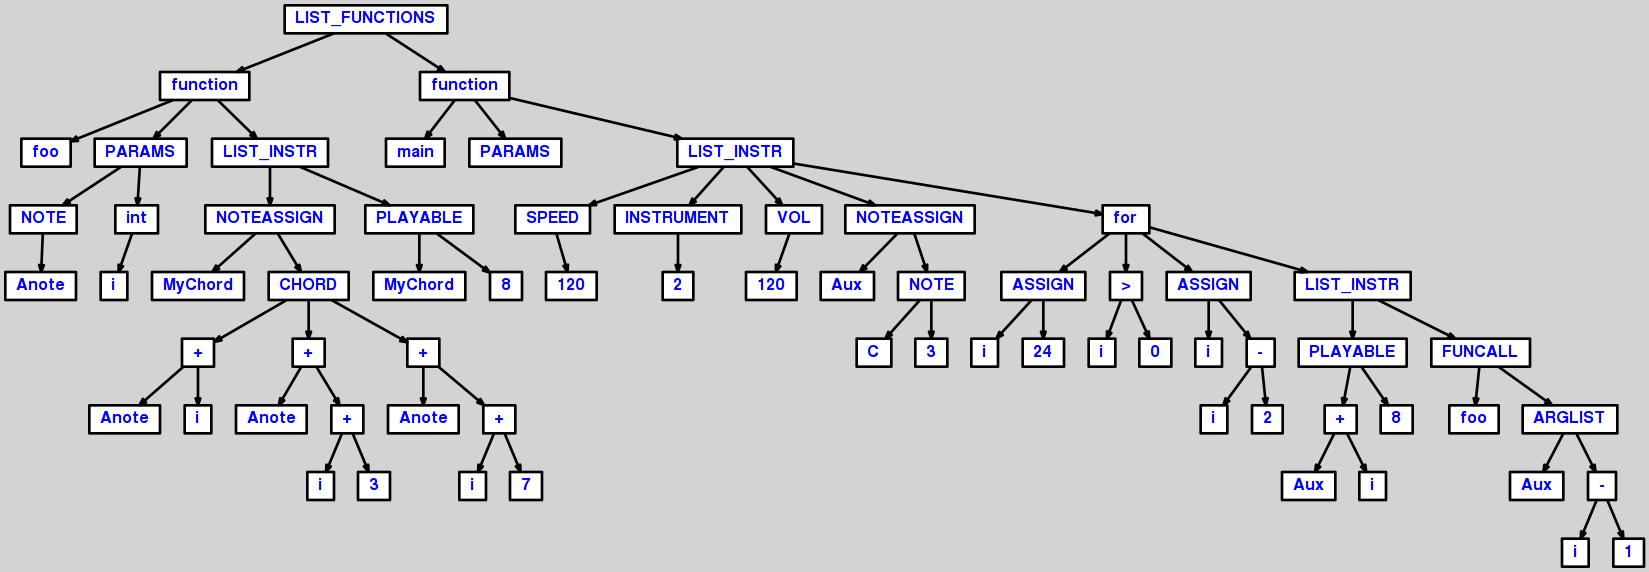 LIST_FUNCTIONS
function function
foo PARAMS LIST_INSTR main PARAMS LIST_INSTR
NOTE int NOTEASSIGN PLAYABLE SPEED INSTRUMENT VOL NOTEASSIGN for
Anote i MyChord CHORD MyChord 8 120 2 120 Aux NOTE ASSIGN > ASSIGN LIST_INSTR
+ + + C 3 i 24 i 0 i - PLAYABLE FUNCALL
Anote i Anote + Anote + i 2 + 8 foo ARGLIST
i 3 i 7 Aux i Aux -
i 1